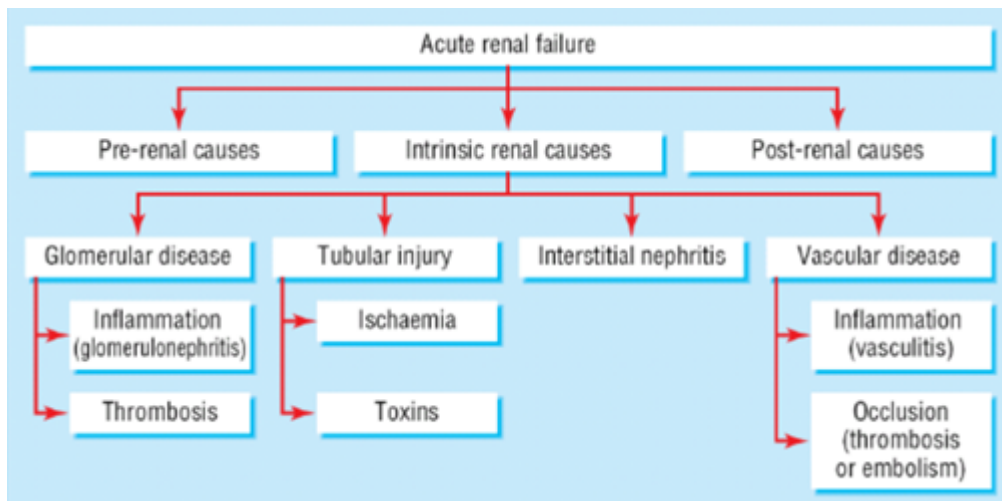 Acute renal failure
Pre-renal causes
Intrinsic renal causes
Post-renal causes
Glomerular disease
Tubular injury
Interstitial nephritis
Vascular disease
Inflammation
(glomerulonephritis)
Ischaemia
Inflammation
(vasculitis)
Thrombosis
Toxins
Occlusion
(thrombosis
or embolism)